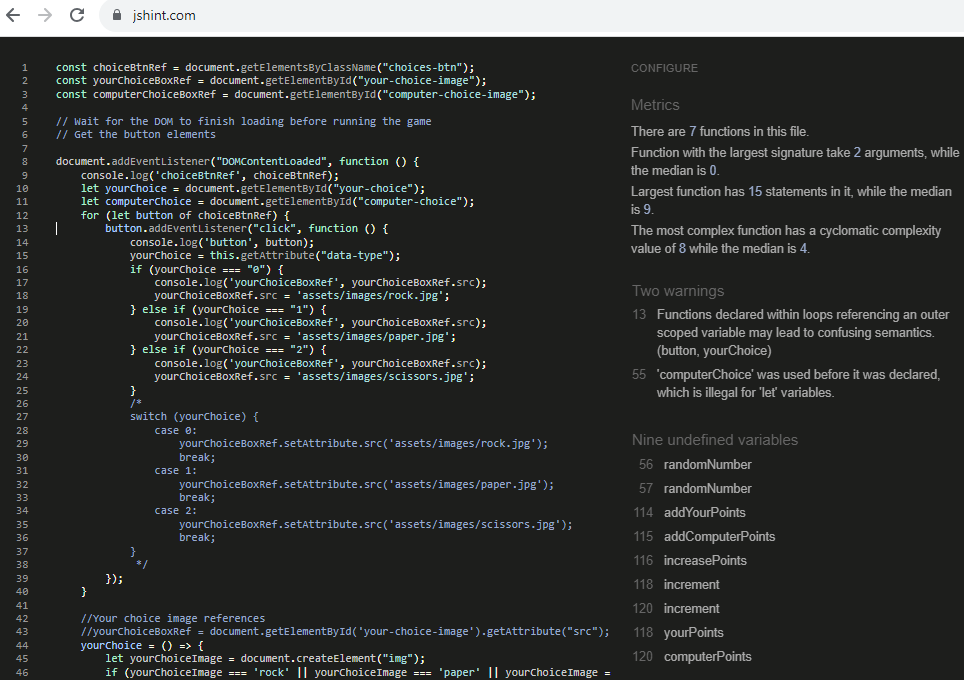 jshint.com
1 const choiceBtnRef = document.getElementsByClassName("choices-btn");
2 const yourChoiceBoxRef = document.getElementById("your-choice-image");
3 const computerChoiceBoxRef = document.getElementById("computer-choice-image");
4
5 // Wait for the DOM to finish loading before running the game
6 // Get the button elements
7
8 document.addEventListener("DOMContentLoaded", function () {
9 console.log('choiceBtnRef', choiceBtnRef);
10 let yourChoice = document.getElementById("your-choice");
11 let computerChoice = document.getElementById("computer-choice");
12 for (let button of choiceBtnRef) {
13 button.addEventListener("click", function () {
14 console.log('button', button);
15 yourChoice = this.getAttribute("data-type");
16 if (yourChoice === "0") {
17 console.log('yourChoiceBoxRef', yourChoiceBoxRef.src);
18 yourChoiceBoxRef.src = 'assets/images/rock.jpg';
19 } else if (yourChoice === "1") {
20 console.log('yourChoiceBoxRef', yourChoiceBoxRef.src);
21 yourChoiceBoxRef.src = 'assets/images/paper.jpg';
22 } else if (yourChoice === "2") {
23 console.log('yourChoiceBoxRef', yourChoiceBoxRef.src);
24 yourChoiceBoxRef.src = 'assets/images/scissors.jpg';
25 }
26 /*
27 switch (yourChoice) {
28 case 0:
29 yourChoiceBoxRef.setAttribute.src('assets/images/rock.jpg');
30 break;
31 case 1:
32 yourChoiceBoxRef.setAttribute.src('assets/images/paper.jpg');
33 break;
34 case 2:
35 yourChoiceBoxRef.setAttribute.src('assets/images/scissors.jpg');
36 break;
37 }
38 */
39 });
40 }
41
42 //Your choice image references
43 //yourChoiceBoxRef = document.getElementById('your-choice-image').getAttribute("src");
44 yourChoice = () => {
45 let yourChoiceImage = document.createElement("img");
46 if (yourChoiceImage === 'rock' || yourChoiceImage === 'paper' || yourChoiceImage =
CONFIGURE
Metrics
There are 7 functions in this file.
Function with the largest signature take 2 arguments, while
the median is 0.
Largest function has 15 statements in it, while the median
is 9.
The most complex function has a cyclomatic complexity
value of 8 while the median is 4.
Two warnings
13 Functions declared within loops referencing an outer
scoped variable may lead to confusing semantics.
(button, yourChoice)
55 'computerChoice' was used before it was declared,
which is illegal for 'let' variables.
Nine undefined variables
56 randomNumber
57 randomNumber
114 addYourPoints
115 addComputerPoints
116 increasePoints
118 increment
120 increment
118 yourPoints
120 computerPoints